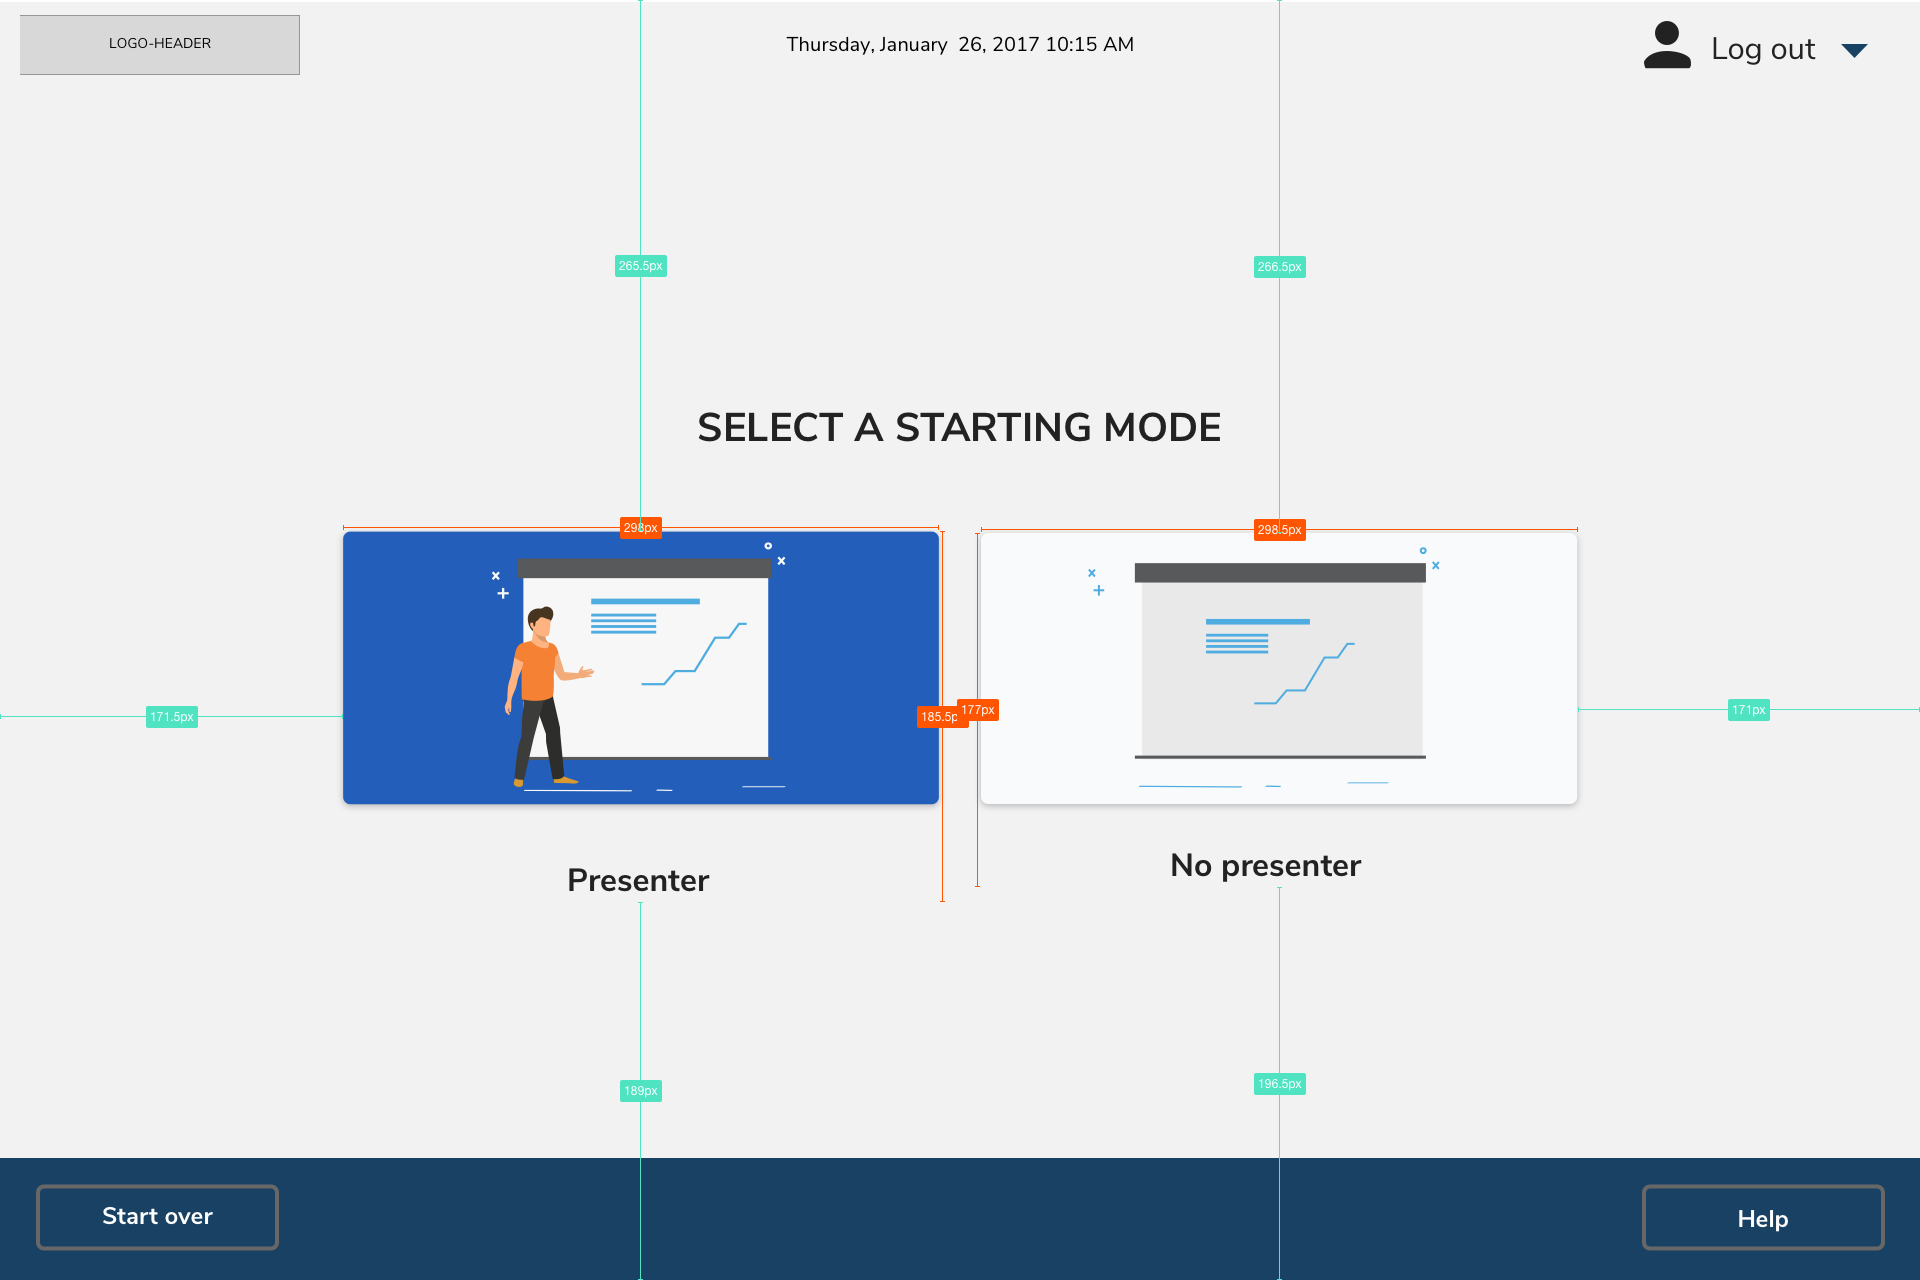 LOGO-HEADER
Thursday, January 26, 2017 10:15 AM
Log out
265.5px
266.5px
SELECT A STARTING MODE
298px
298.5px
171.5px
185.5p
177px
171px
Presenter
No presenter
189px
196.5px
Start over
Help